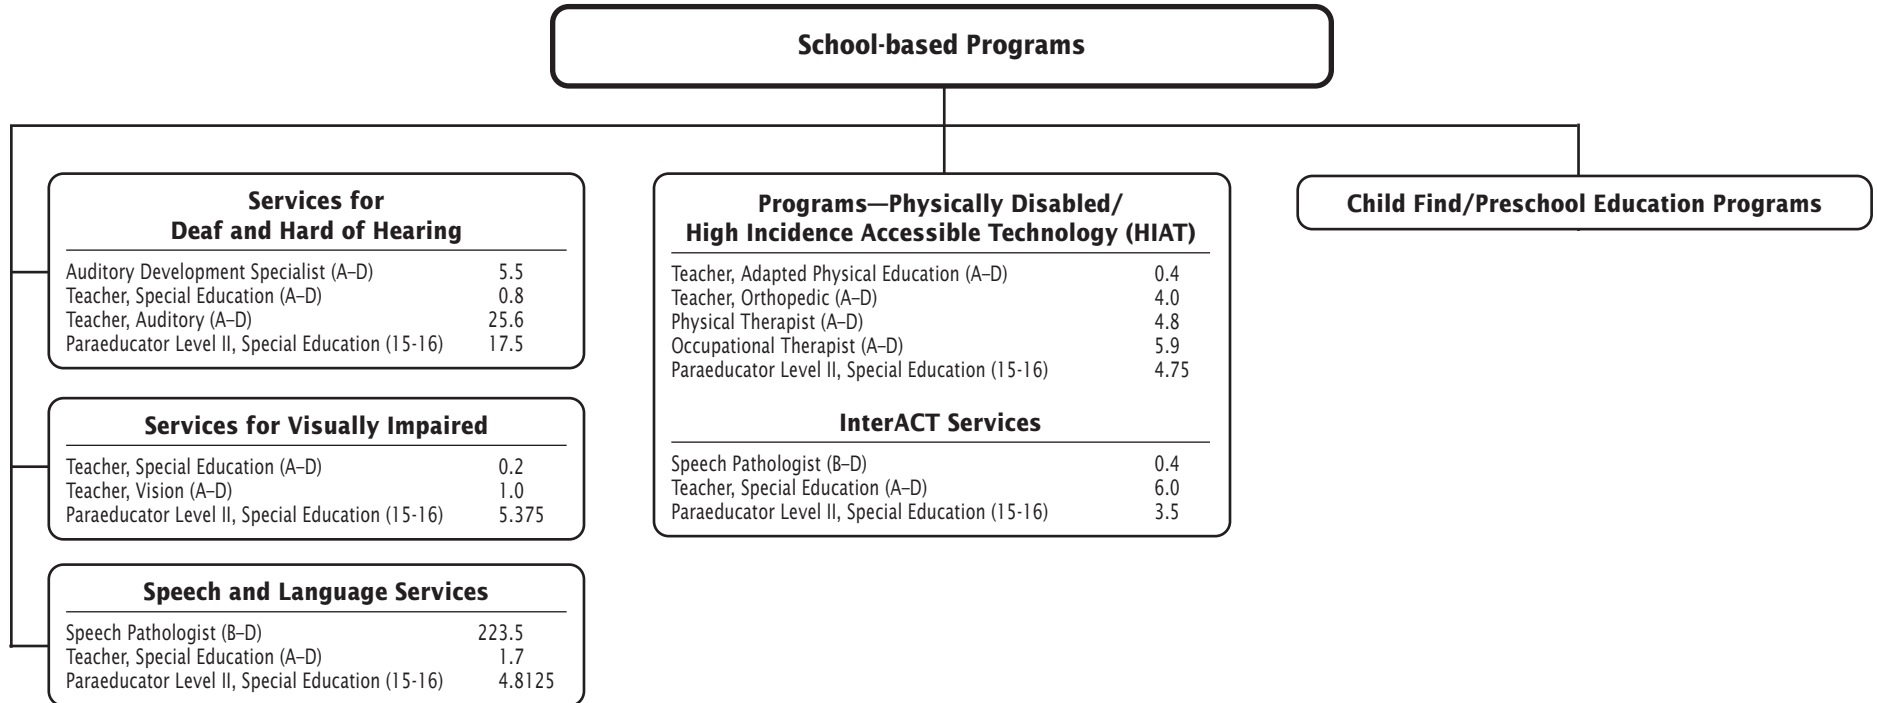 School-based Programs
Services for
Deaf and Hard of Hearing
Auditory Development Specialist (A–D) 5.5
Teacher, Special Education (A–D) 0.8
Teacher, Auditory (A–D) 25.6
Paraeducator Level II, Special Education (15-16) 17.5
Services for Visually Impaired
Teacher, Special Education (A–D) 0.2
Teacher, Vision (A–D) 1.0
Paraeducator Level II, Special Education (15-16) 5.375
Speech and Language Services
Speech Pathologist (B–D) 223.5
Teacher, Special Education (A–D) 1.7
Paraeducator Level II, Special Education (15-16) 4.8125
Programs—Physically Disabled/
High Incidence Accessible Technology (HIAT)
Teacher, Adapted Physical Education (A–D) 0.4
Teacher, Orthopedic (A–D) 4.0
Physical Therapist (A–D) 4.8
Occupational Therapist (A–D) 5.9
Paraeducator Level II, Special Education (15-16) 4.75
InterACT Services
Speech Pathologist (B–D) 0.4
Teacher, Special Education (A–D) 6.0
Paraeducator Level II, Special Education (15-16) 3.5
Child Find/Preschool Education Programs